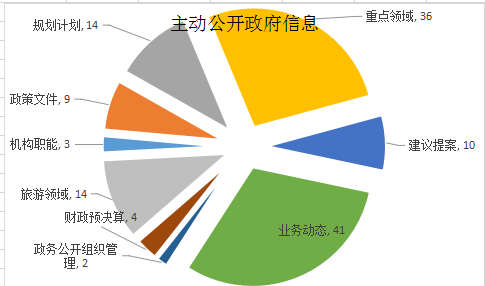 主动公开政府信息
规划计划, 14
重点领域, 36
政策文件, 9
机构职能, 3
建议提案, 10
旅游领域, 14
财政预决算, 4
业务动态, 41
政务公开组织管
理, 2